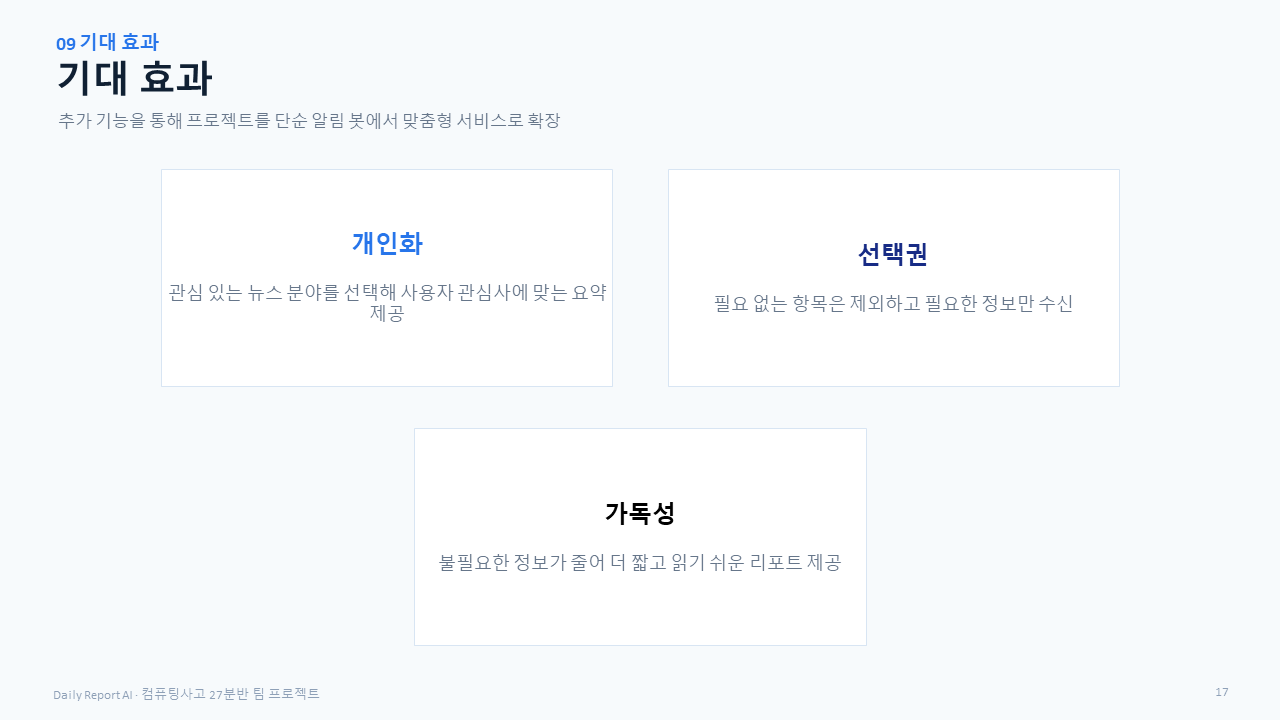 09 기대 효과
기대 효과
추가 기능을 통해 프로젝트를 단순 알림 봇에서 맞춤형 서비스로 확장
개인화
관심 있는 뉴스 분야를 선택해 사용자 관심사에 맞는 요약
제공
선택권
필요 없는 항목은 제외하고 필요한 정보만 수신
가독성
불필요한 정보가 줄어 더 짧고 읽기 쉬운 리포트 제공
Daily Report AI · 컴퓨팅사고 27분반 팀 프로젝트
17